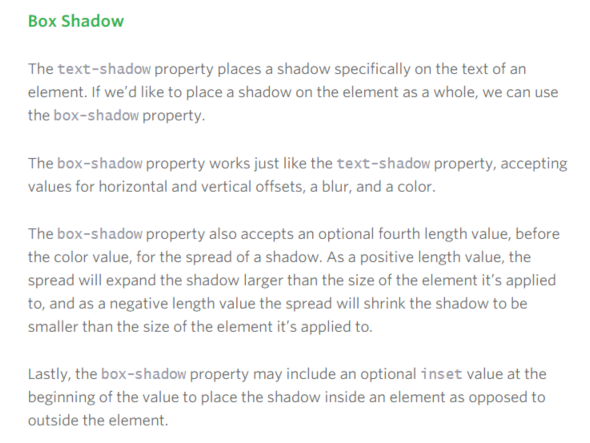 Box Shadow
The text-shadow property places a shadow specifically on the text of an
element. If we’d like to place a shadow on the element as a whole, we can use
the box-shadow property.
The box-shadow property works just like the text-shadow property, accepting
values for horizontal and vertical offsets, a blur, and a color.
The box-shadow property also accepts an optional fourth length value, before
the color value, for the spread of a shadow. As a positive length value, the
spread will expand the shadow larger than the size of the element it’s applied
to, and as a negative length value the spread will shrink the shadow to be
smaller than the size of the element it’s applied to.
Lastly, the box-shadow property may include an optional inset value at the
beginning of the value to place the shadow inside an element as opposed to
outside the element.